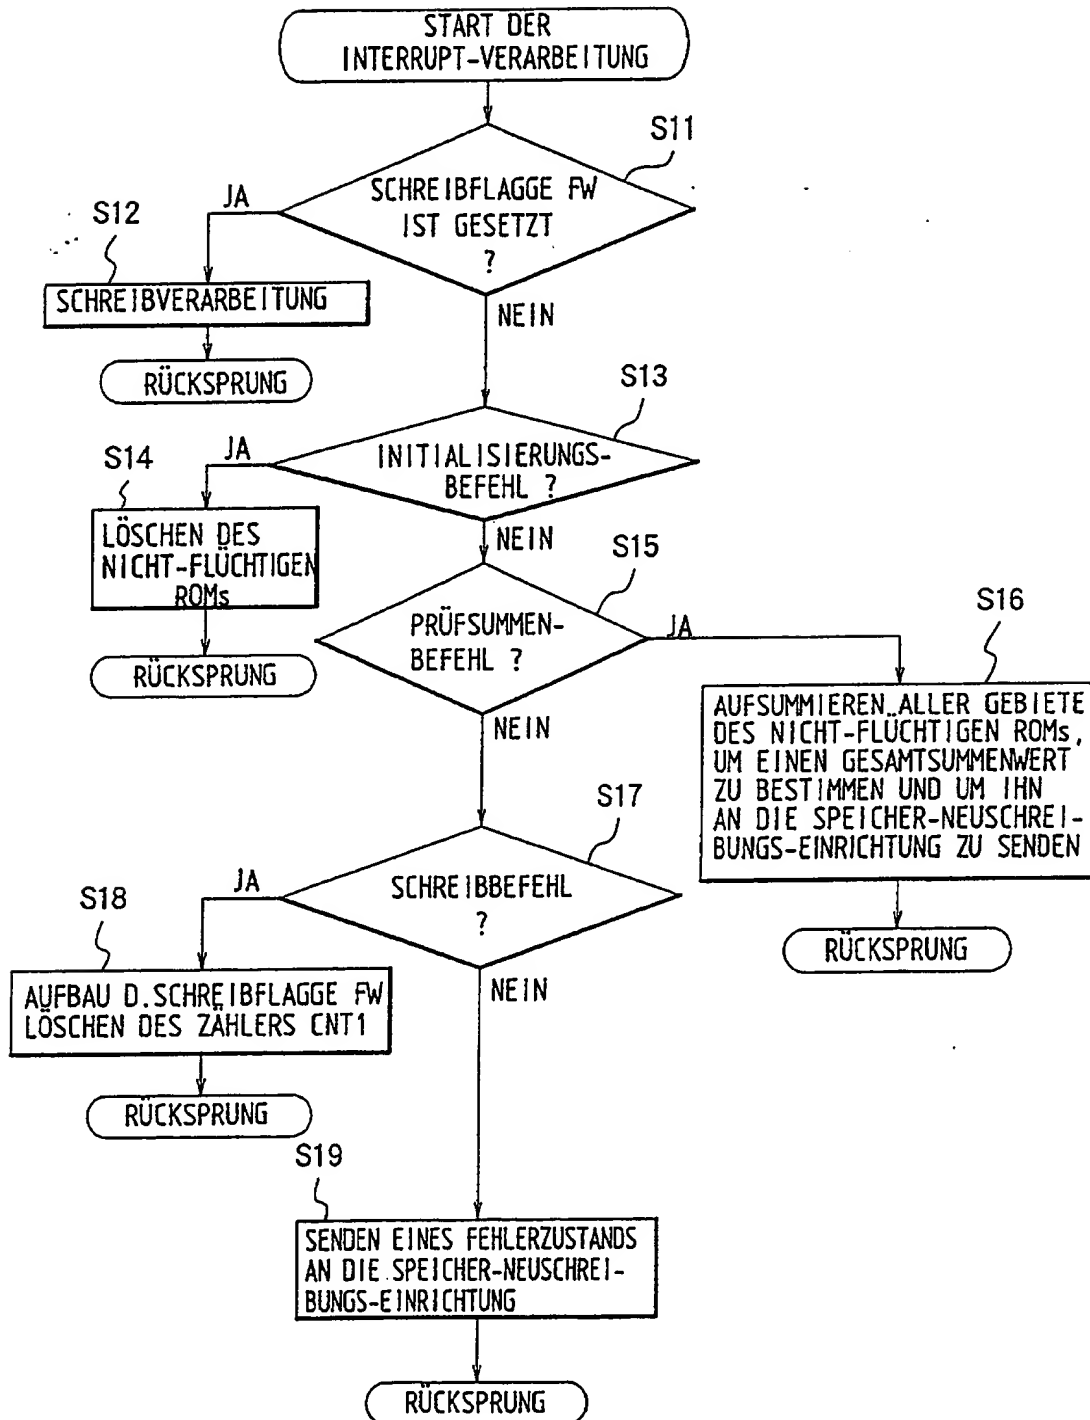 START DER
INTERRUPT-VERARBEITUNG
S11
SCHREIBFLAGGE FW
IST GESETZT
?
JA
S12
SCHREIBVERARBEITUNG
NEIN
RÜCKSPRUNG
S13
INITIALISIERUNGS-
BEFEHL ?
JA
S14
LÖSCHEN DES
NICHT-FLÜCHTIGEN
ROMs
NEIN
RÜCKSPRUNG
S15
PRÜFSUMMEN-
BEFEHL ?
JA
S16
AUFSUMMIEREN ALLER GEBIETE
DES NICHT-FLÜCHTIGEN ROMs,
UM EINEN GESAMTSUMMENWERT
ZU BESTIMMEN UND UM IHN
AN DIE SPEICHER-NEUSCHREI-
BUNGS-EINRICHTUNG ZU SENDEN
RÜCKSPRUNG
NEIN
S17
SCHREIBBEFEHL
?
JA
S18
AUFBAU D.SCHREIBFLAGGE FW
LÖSCHEN DES ZÄHLERS CNT1
RÜCKSPRUNG
NEIN
S19
SENDEN EINES FEHLERZUSTANDS
AN DIE SPEICHER-NEUSCHREI-
BUNGS-EINRICHTUNG
RÜCKSPRUNG